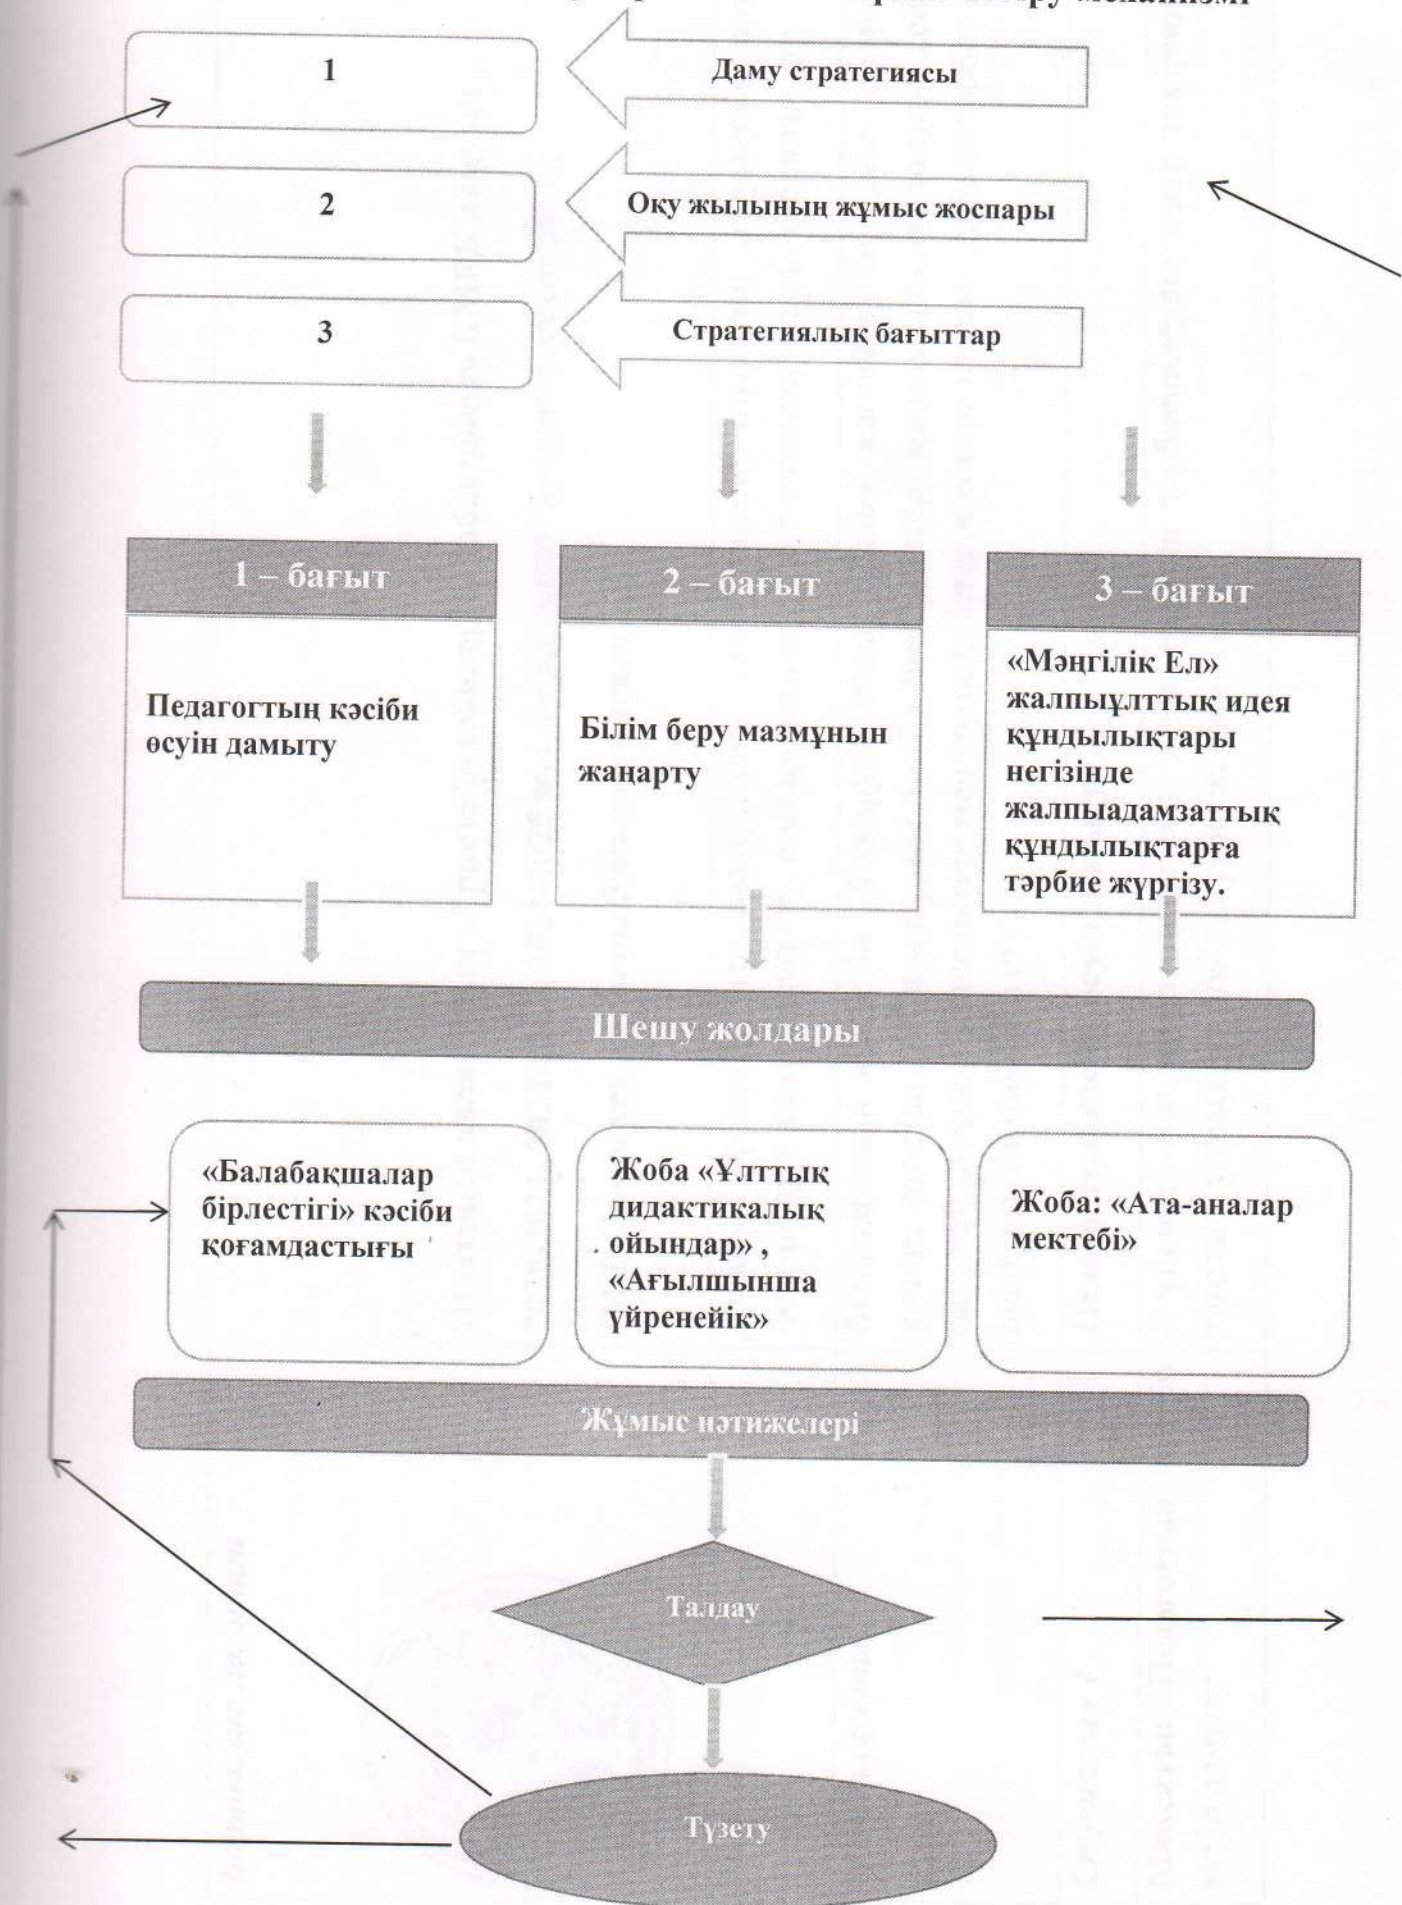 механизмі
1
Даму стратегиясы
2
Оқу жылының жұмыс жоспары
3
Стратегиялық бағыттар
1 – бағыт
2 – бағыт
3 – бағыт
Педагогтың кәсіби
өсуін дамыту
Білім беру мазмұнын
жаңарту
«Мәңгілік Ел»
жалпыұлттық идея
құндылықтары
негізінде
жалпыадамзаттық
құндылықтарға
тәрбие жүргізу.
Шешу жолдары
«Балабақшалар
бірлестігі» кәсіби
қоғамдастығы
Жоба «Ұлттық
дидактикалық
ойындар» ,
«Ағылшынша
үйренейік»
Жоба: «Ата-аналар
мектебі»
Жұмыс нәтижелері
Талдау
Түзету